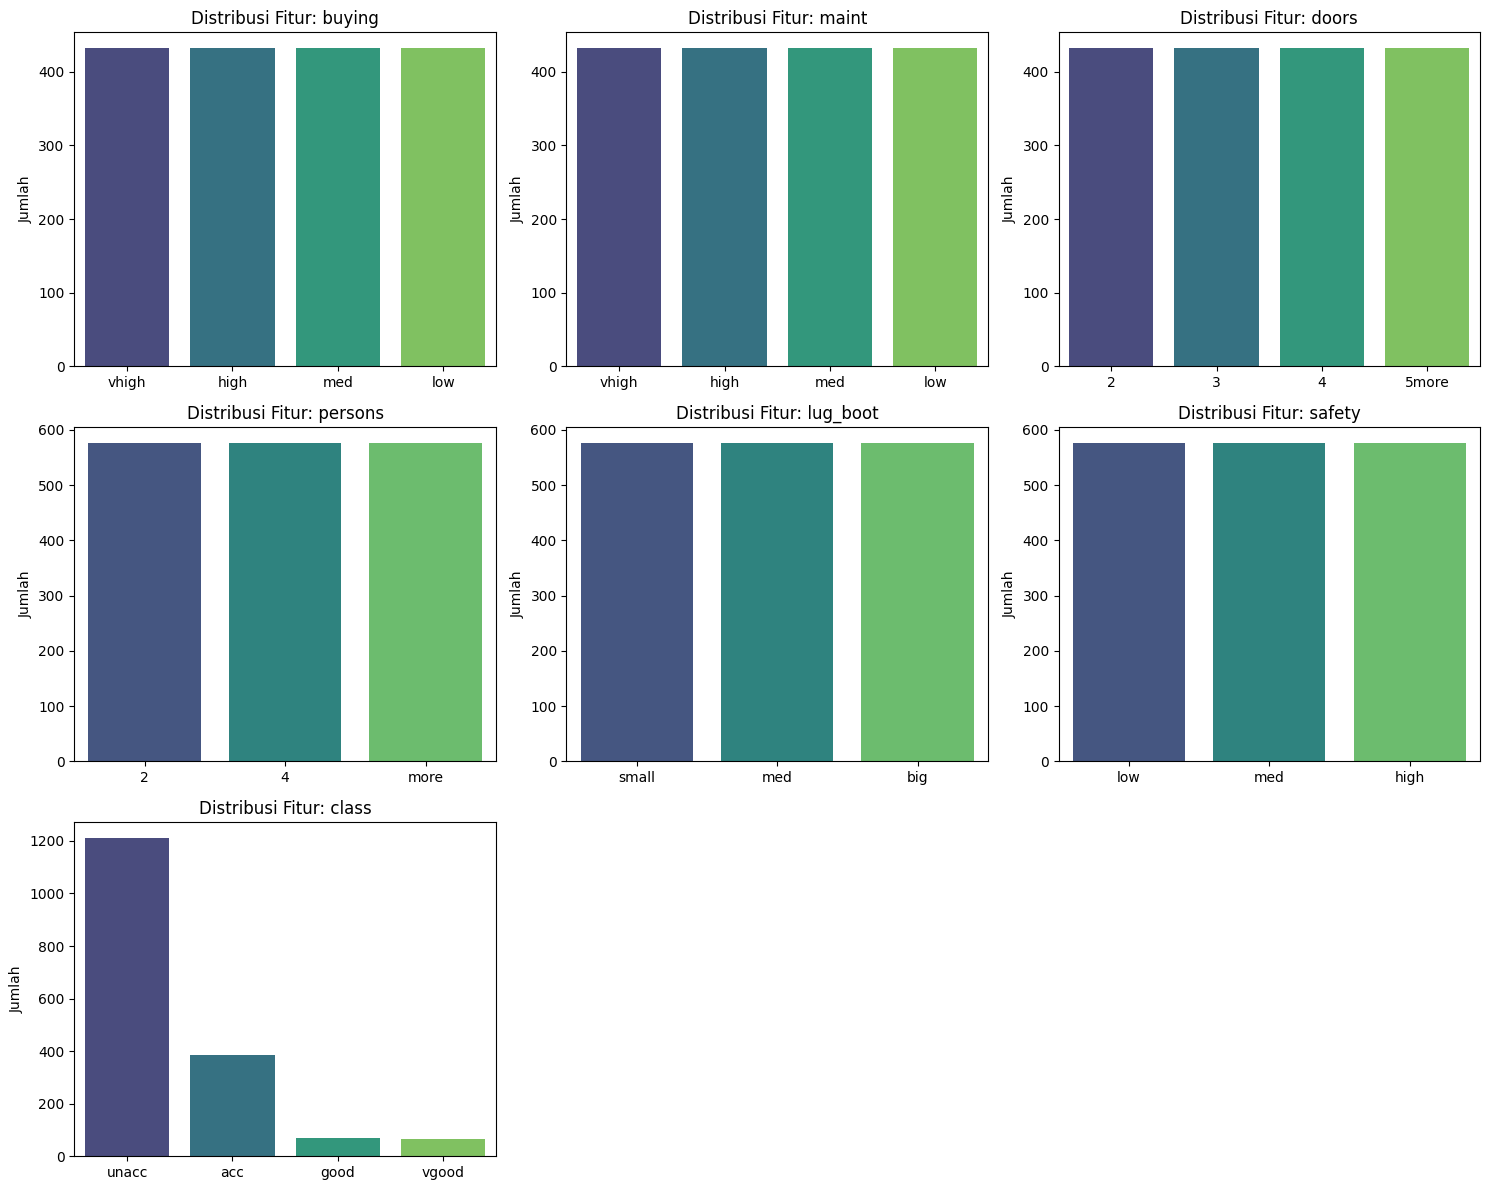 Distribusi Fitur: buying
Jumlah
400
300
200
100
0
vhigh high med low
Distribusi Fitur: maint
Jumlah
400
300
200
100
0
vhigh high med low
Distribusi Fitur: doors
Jumlah
400
300
200
100
0
2 3 4 5more
Distribusi Fitur: persons
Jumlah
600
500
400
300
200
100
0
2 4 more
Distribusi Fitur: lug_boot
Jumlah
600
500
400
300
200
100
0
small med big
Distribusi Fitur: safety
Jumlah
600
500
400
300
200
100
0
low med high
Distribusi Fitur: class
Jumlah
1200
1000
800
600
400
200
0
unacc acc good vgood